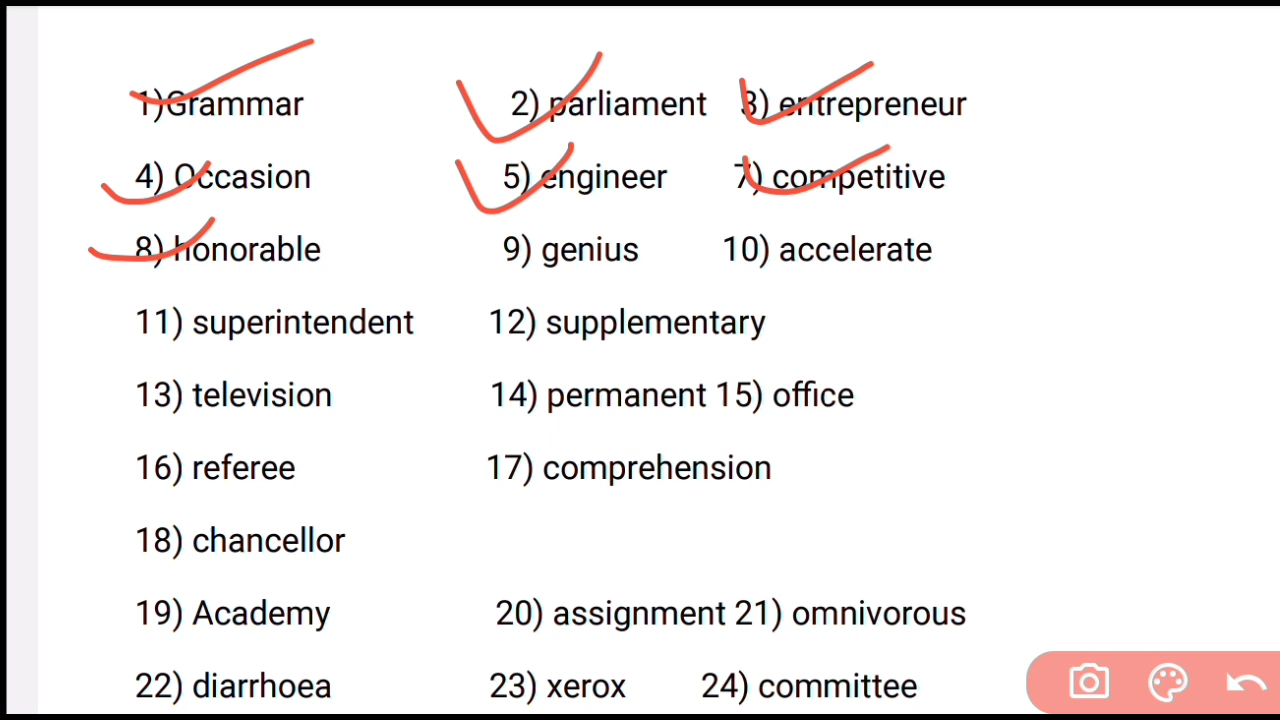 1)Grammar 2) parliament 3) entrepreneur
4) Occasion 5) engineer 7) competitive
8) honorable 9) genius 10) accelerate
11) superintendent 12) supplementary
13) television 14) permanent 15) office
16) referee 17) comprehension
18) chancellor
19) Academy 20) assignment 21) omnivorous
22) diarrhoea 23) xerox 24) committee